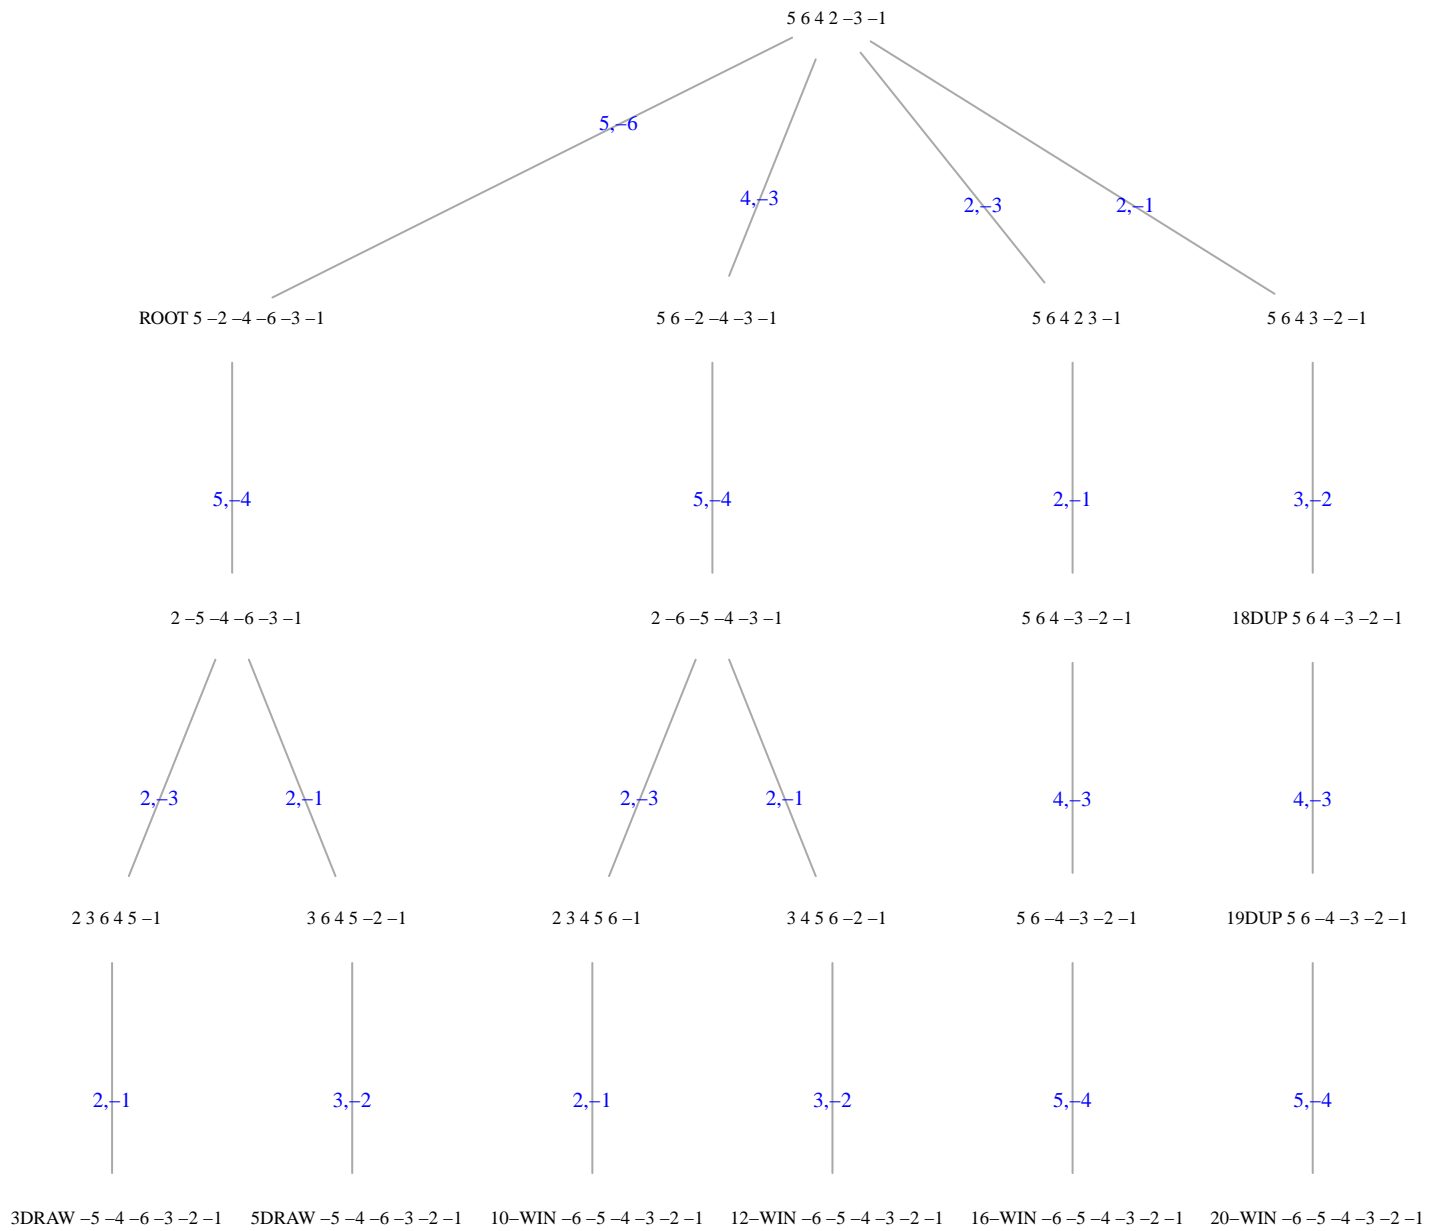 5 6 4 2 –3 –1
5,–6
4,–3
2,–3
2,–1
ROOT 5 –2 –4 –6 –3 –1
5 6 –2 –4 –3 –1
5 6 4 2 3 –1
5 6 4 3 –2 –1
5,–4
5,–4
2,–1
3,–2
2 –5 –4 –6 –3 –1
2 –6 –5 –4 –3 –1
5 6 4 –3 –2 –1
18DUP 5 6 4 –3 –2 –1
2,–3
2,–1
2,–3
2,–1
4,–3
4,–3
2 3 6 4 5 –1
3 6 4 5 –2 –1
2 3 4 5 6 –1
3 4 5 6 –2 –1
5 6 –4 –3 –2 –1
19DUP 5 6 –4 –3 –2 –1
2,–1
3,–2
2,–1
3,–2
5,–4
5,–4
3DRAW –5 –4 –6 –3 –2 –1
5DRAW –5 –4 –6 –3 –2 –1
10–WIN –6 –5 –4 –3 –2 –1
12–WIN –6 –5 –4 –3 –2 –1
16–WIN –6 –5 –4 –3 –2 –1
20–WIN –6 –5 –4 –3 –2 –1